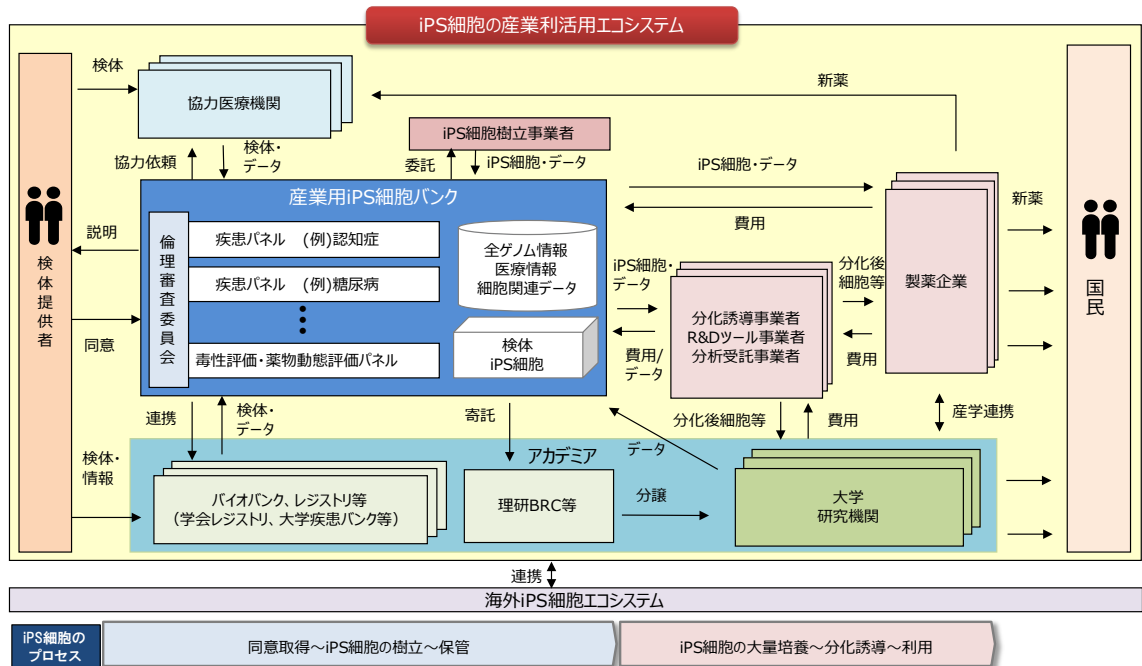 iPS細胞の産業利活用エコシステム
検体
協力医療機関
新薬
iPS細胞樹立事業者
協力依頼
検体・
データ
委託
iPS細胞・データ
iPS細胞・データ
費用
新薬
産業用iPS細胞バンク
検体提供者
説明
同意
倫理審査委員会
疾患パネル (例)認知症
疾患パネル (例)糖尿病
毒性評価・薬物動態評価パネル
全ゲノム情報
医療情報
細胞関連データ
検体
iPS細胞
iPS細胞・
データ
費用/
データ
分化誘導事業者
R&Dツール事業者
分析受託事業者
分化後
細胞等
費用
製薬企業
国民
連携
検体・
データ
寄託
データ
分化後細胞等
費用
産学連携
検体・
情報
アカデミア
バイオバンク、レジストリ等
(学会レジストリ、大学疾患バンク等)
理研BRC等
分譲
大学
研究機関
連携
海外iPS細胞エコシステム
iPS細胞の
プロセス
同意取得～iPS細胞の樹立～保管
iPS細胞の大量培養～分化誘導～利用